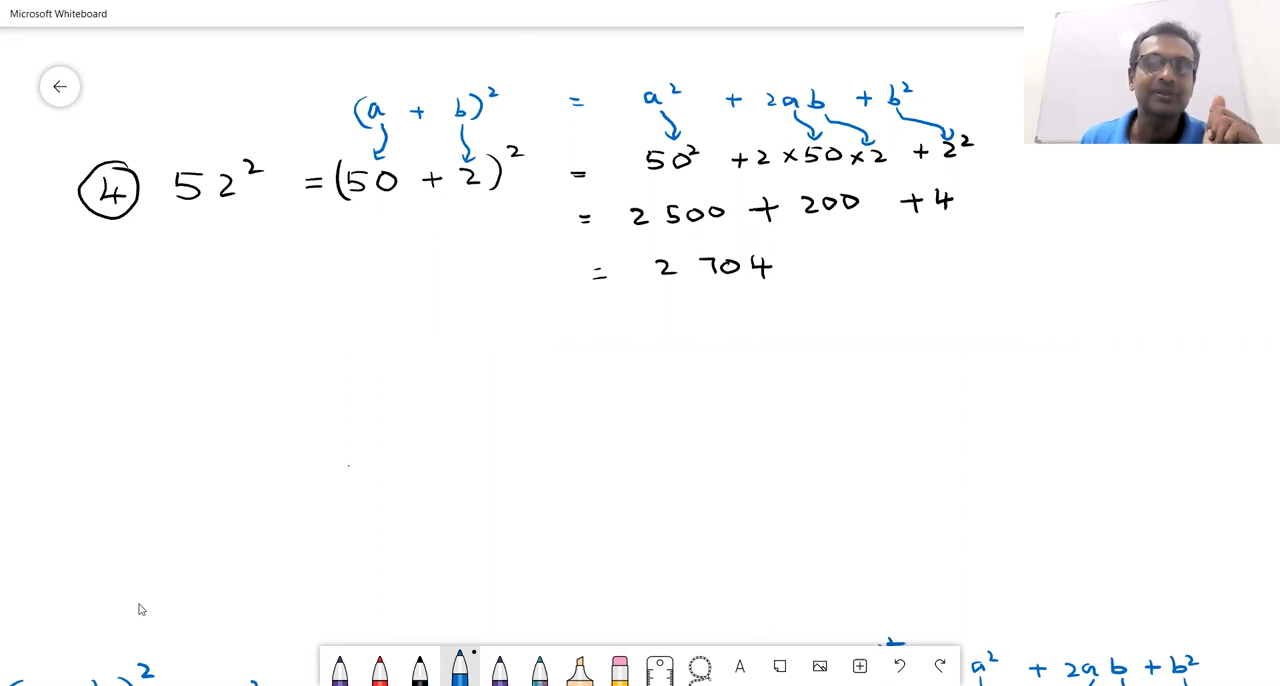 Microsoft Whiteboard
(a + b)² = a² + 2ab + b²
④ 52² = (50 + 2)² = 50² + 2 × 50 × 2 + 2²
= 2500 + 200 + 4
= 2704
a² + 2ab + b²
)²
A